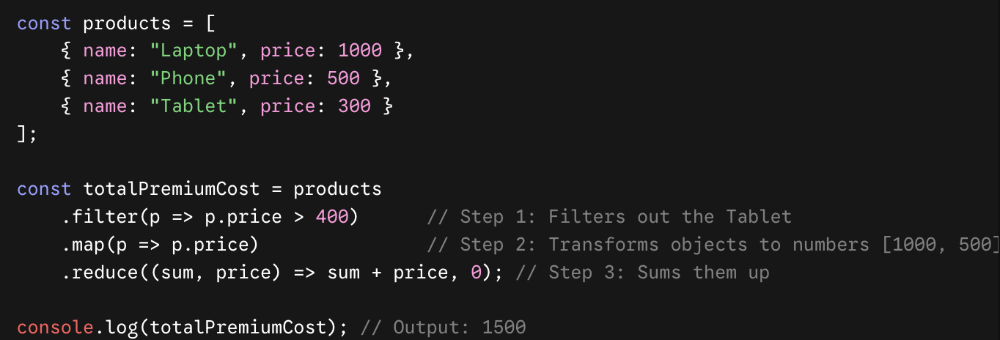 const products = [
    { name: "Laptop", price: 1000 },
    { name: "Phone", price: 500 },
    { name: "Tablet", price: 300 }
];

const totalPremiumCost = products
    .filter(p => p.price > 400)      // Step 1: Filters out the Tablet
    .map(p => p.price)               // Step 2: Transforms objects to numbers [1000, 500]
    .reduce((sum, price) => sum + price, 0); // Step 3: Sums them up

console.log(totalPremiumCost); // Output: 1500